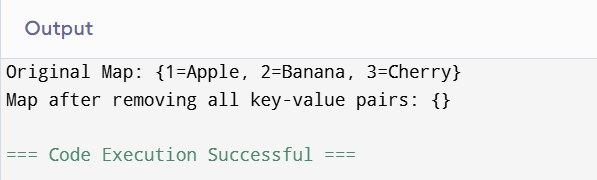 Output
Original Map: {1=Apple, 2=Banana, 3=Cherry}
Map after removing all key-value pairs: {}
=== Code Execution Successful ===